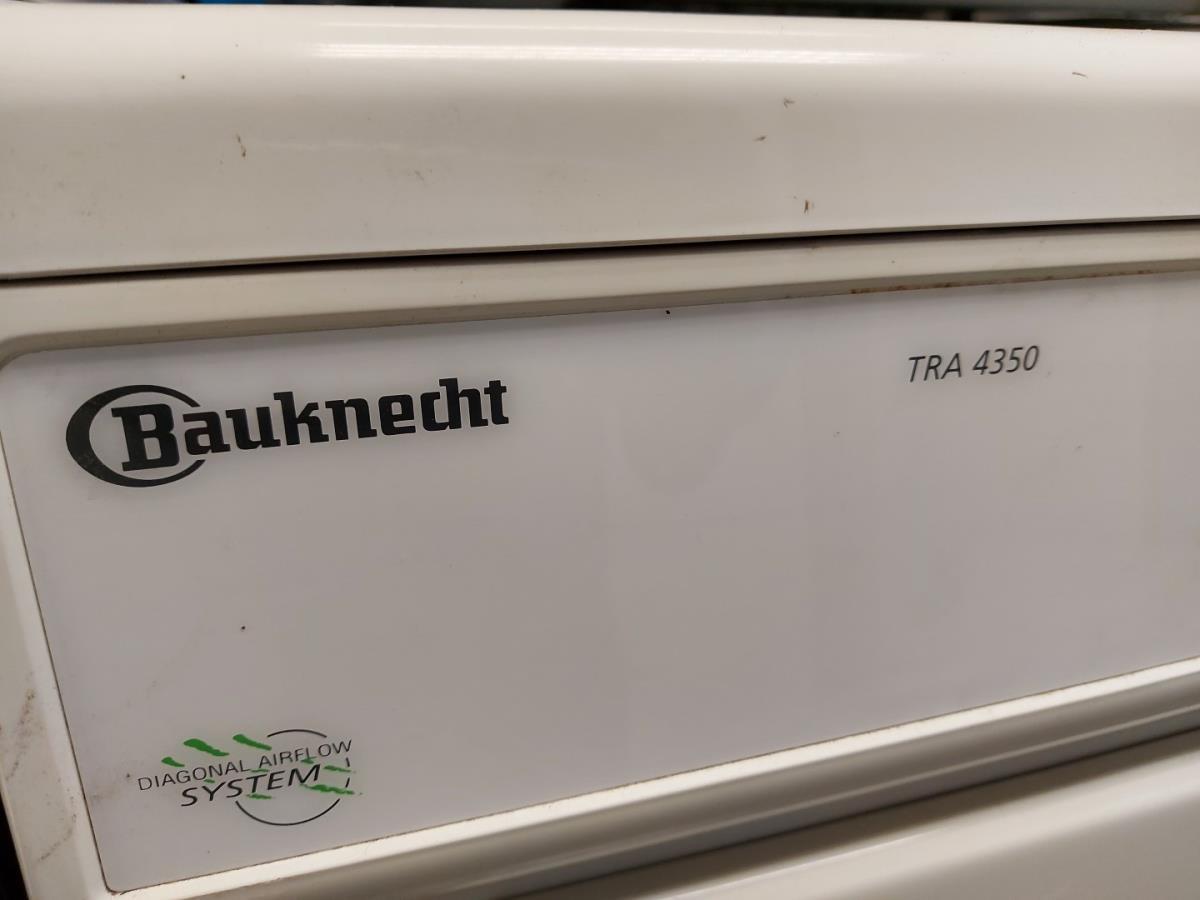 Bauknecht
TRA 4350
DIAGONAL AIRFLOW
SYSTEM